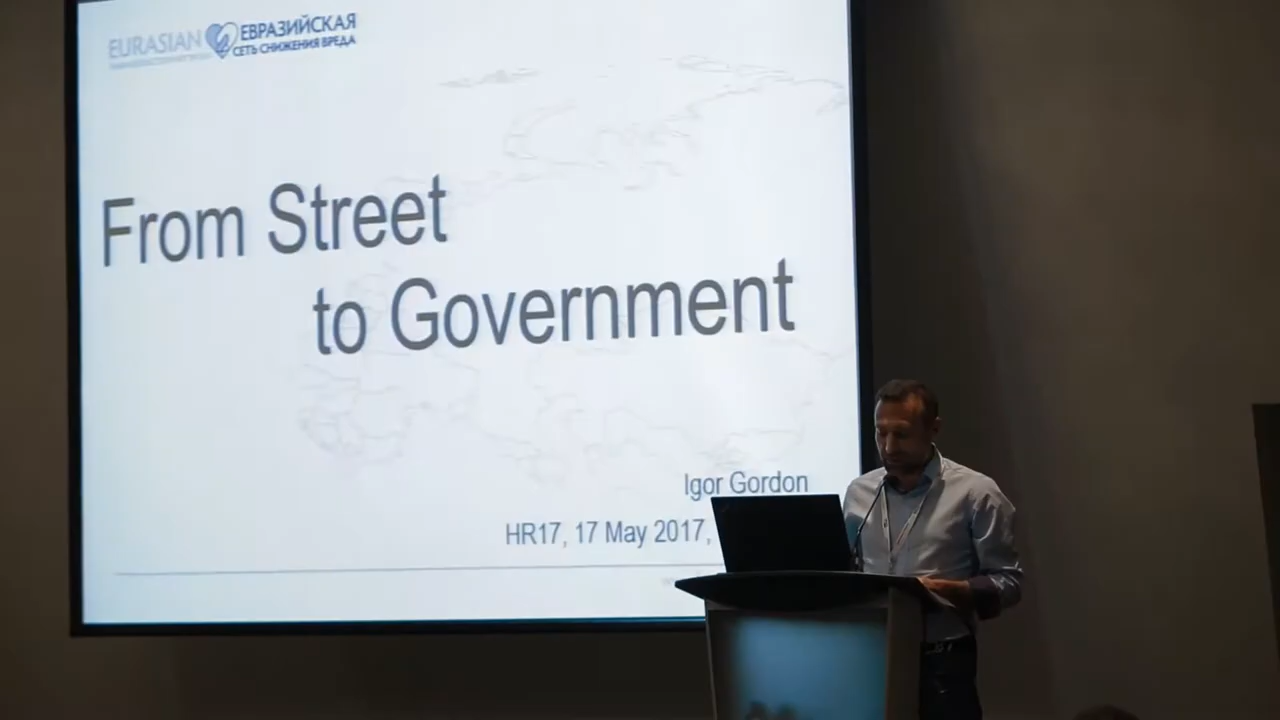 EURASIAN
ЕВРАЗИЙСКАЯ
СЕТЬ СНИЖЕНИЯ ВРЕДА
From Street
to Government
Igor Gordon
HR17, 17 May 2017,